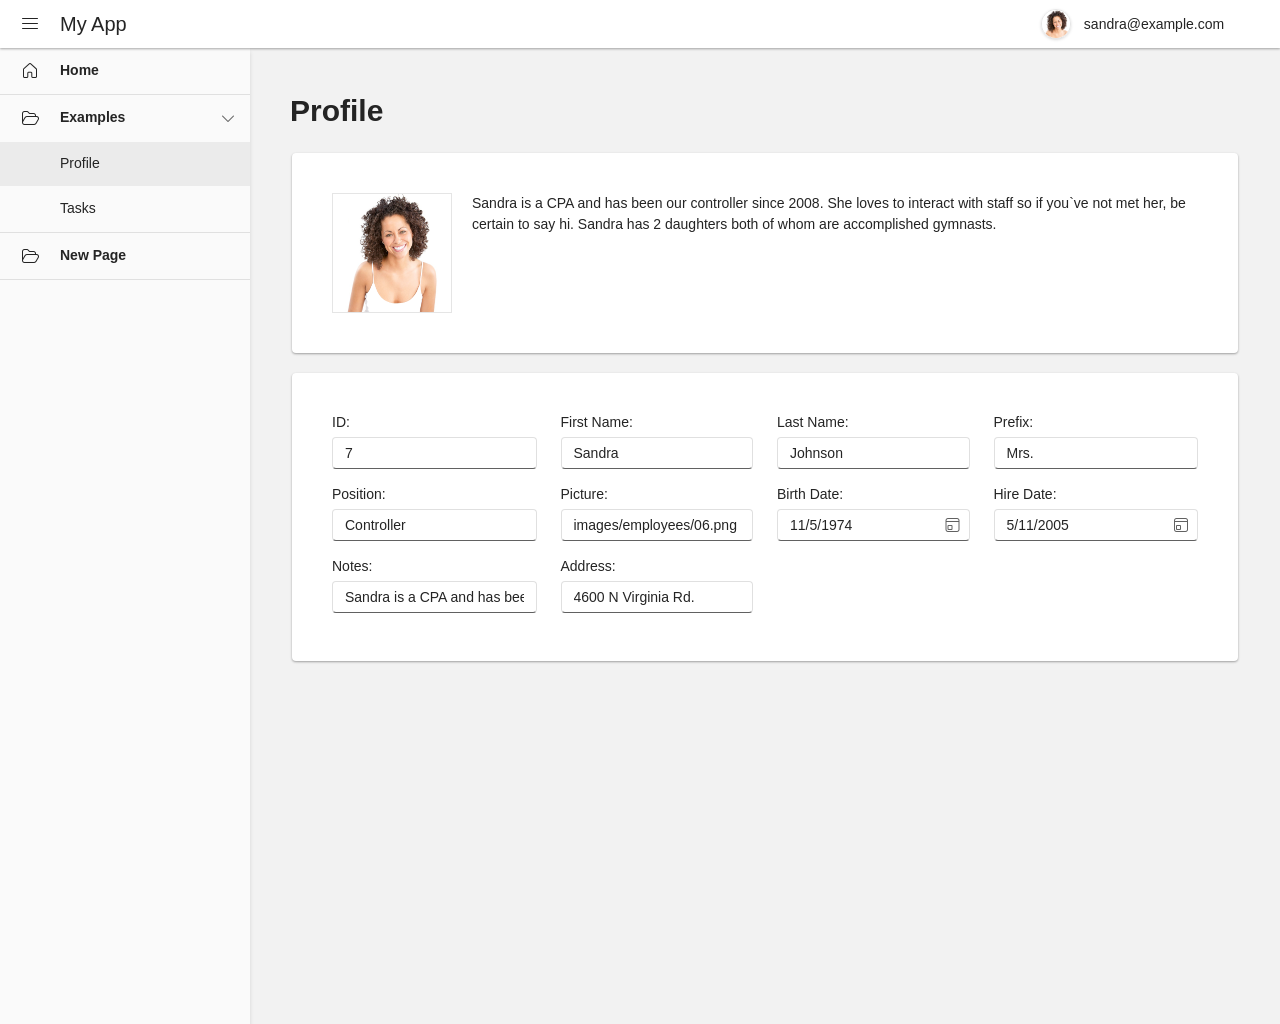 My App
sandra@example.com
Home
Examples
Profile
Tasks
New Page
Profile
Sandra is a CPA and has been our controller since 2008. She loves to interact with staff so if you`ve not met her, be
certain to say hi. Sandra has 2 daughters both of whom are accomplished gymnasts.
ID: First Name: Last Name: Prefix:
7 Sandra Johnson Mrs.
Position: Picture: Birth Date: Hire Date:
Controller images/employees/06.png 11/5/1974 5/11/2005
Notes: Address:
Sandra is a CPA and has bee 4600 N Virginia Rd.